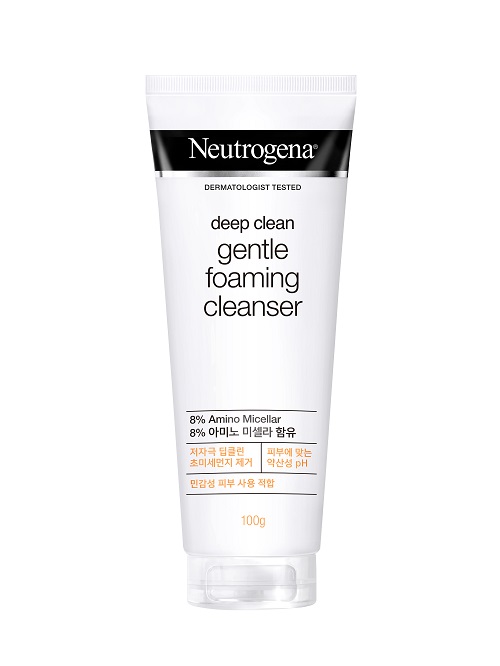 Neutrogena®
DERMATOLOGIST TESTED
deep clean
gentle
foaming
cleanser
8% Amino Micellar
8% 아미노 미셀라 함유
저자극 딥클린
초미세먼지 제거
피부에 맞는
약산성 pH
민감성 피부 사용 적합
100g